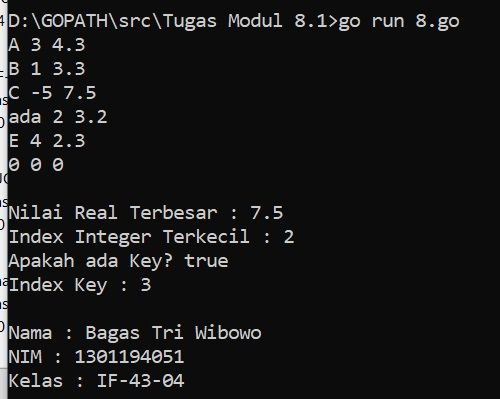 D:\GOPATH\src\Tugas Modul 8.1>go run 8.go
A 3 4.3
B 1 3.3
C -5 7.5
ada 2 3.2
E 4 2.3
0 0 0
Nilai Real Terbesar : 7.5
Index Integer Terkecil : 2
Apakah ada Key? true
Index Key : 3
Nama : Bagas Tri Wibowo
NIM : 1301194051
Kelas : IF-43-04